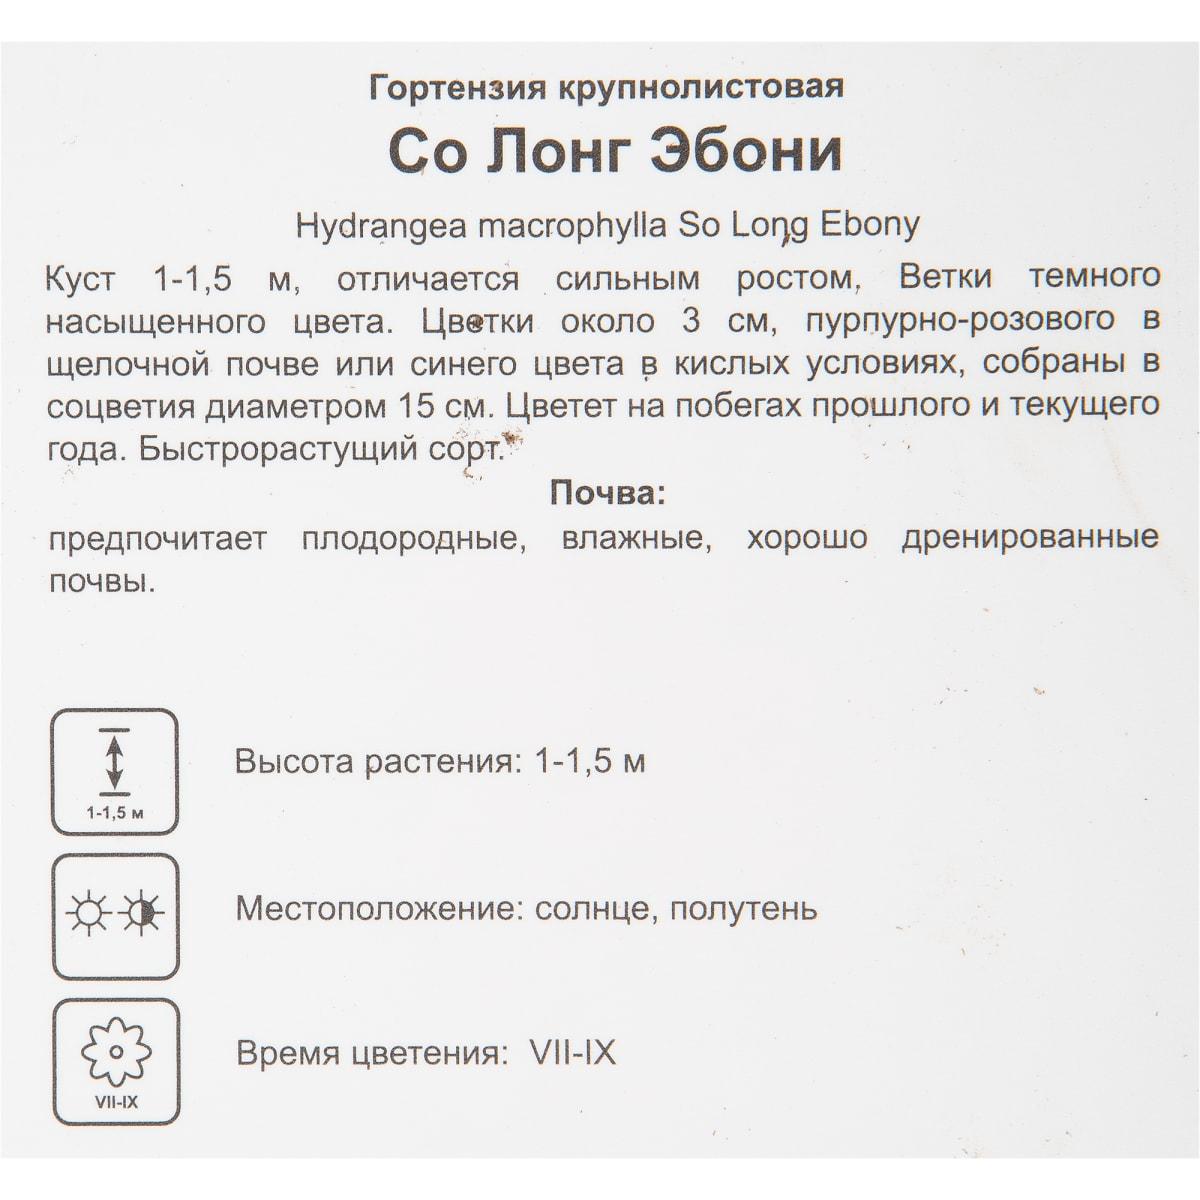 Гортензия крупнолистовая
Со Лонг Эбони
Hydrangea macrophylla So Long Ebony
Куст 1-1,5 м, отличается сильным ростом, Ветки темного
насыщенного цвета. Цветки около 3 см, пурпурно-розового в
щелочной почве или синего цвета в кислых условиях, собраны в
соцветия диаметром 15 см. Цветет на побегах прошлого и текущего
года. Быстрорастущий сорт.
Почва:
предпочитает плодородные, влажные, хорошо дренированные
почвы.
1-1,5 м
Высота растения: 1-1,5 м
Местоположение: солнце, полутень
VII-IX
Время цветения: VII-IX